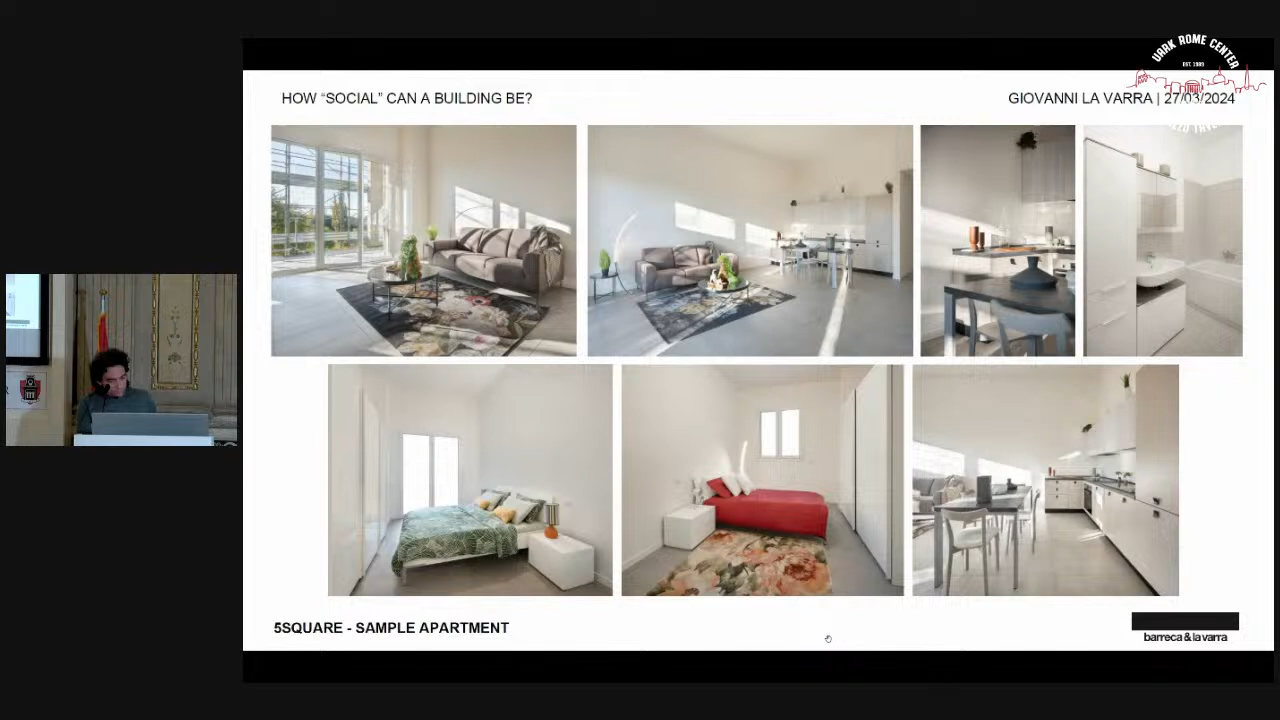 UARK ROME CENTER
EST. 1989
HOW “SOCIAL” CAN A BUILDING BE?
GIOVANNI LA VARRA | 27/03/2024
5SQUARE - SAMPLE APARTMENT
barreca & la varra